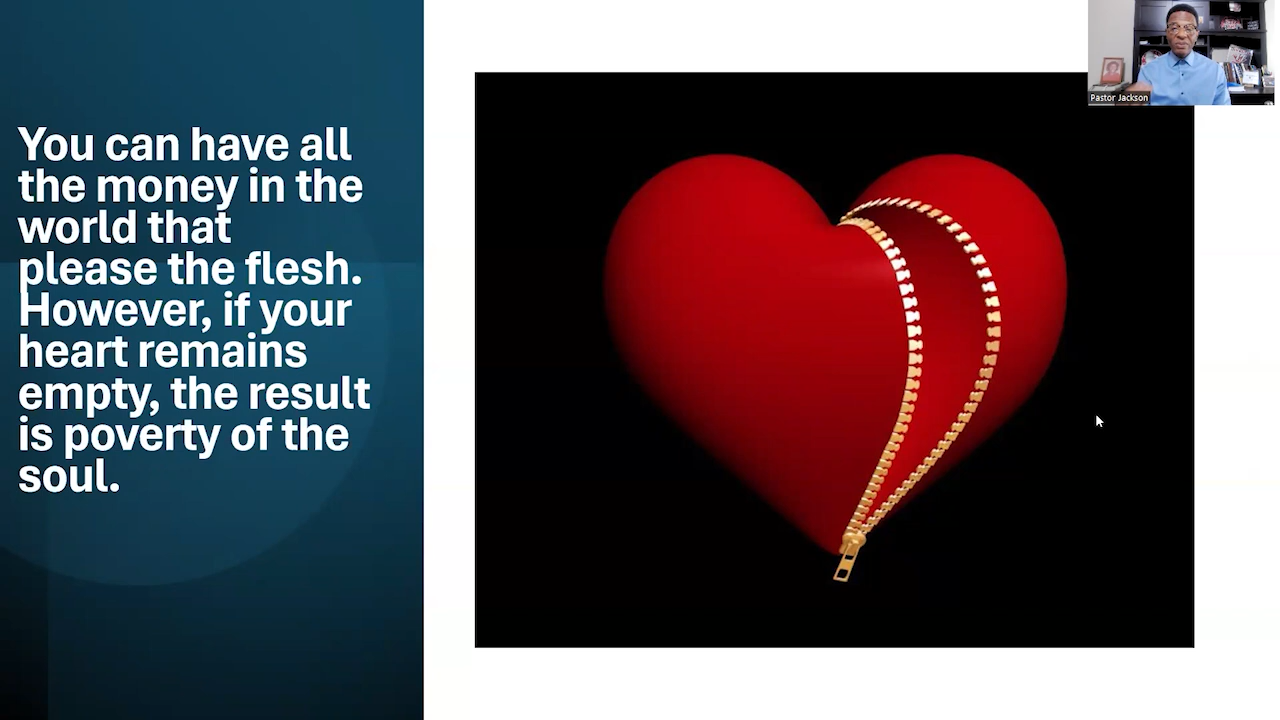 You can have all
the money in the
world that
please the flesh.
However, if your
heart remains
empty, the result
is poverty of the
soul.
Pastor Jackson